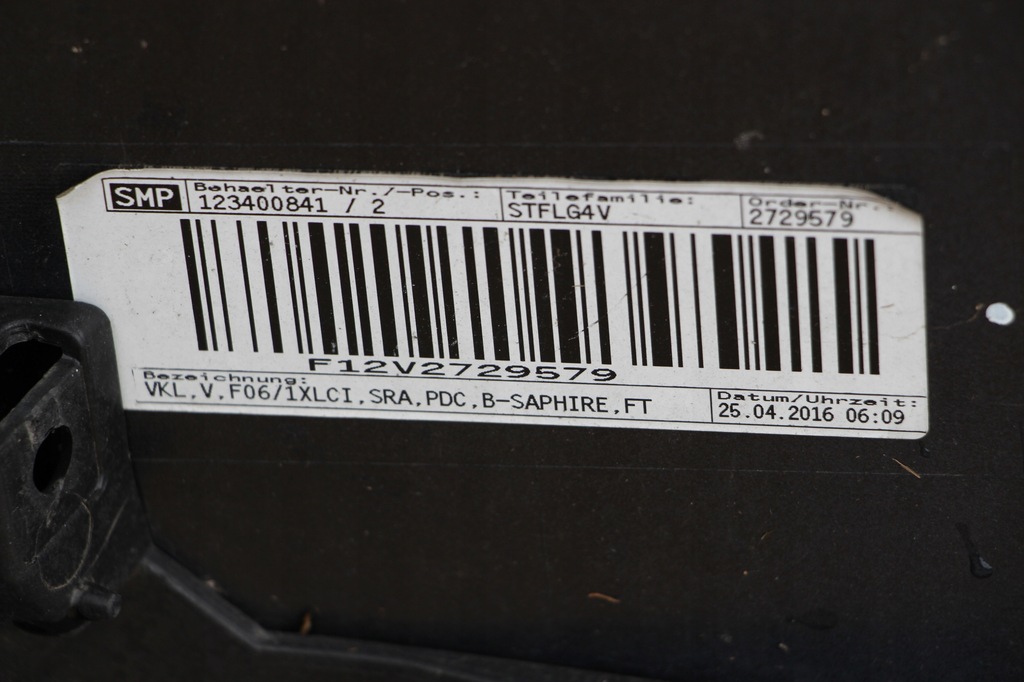 SMP Behaelter-Nr./-Pos.: Teilefamilie: Order-Nr.
123400841 / 2 STFLG4V 2729579
F12V2729579
Bezeichnung: Datum/Uhrzeit:
VKL,V,F06/1XLCI,SRA,PDC,B-SAPHIRE,FT 25.04.2016 06:09